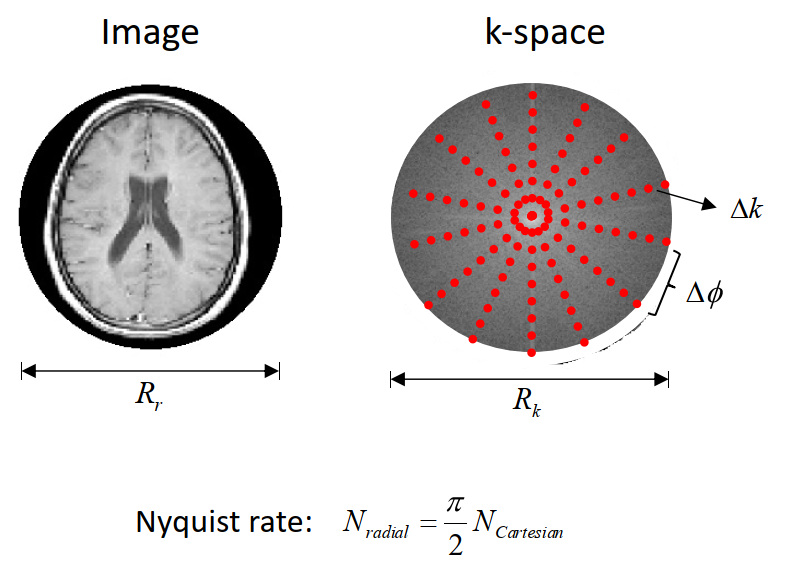 Image
k-space
Δk
Δϕ
R_r
R_k
Nyquist rate: N_radial = π/2 N_Cartesian